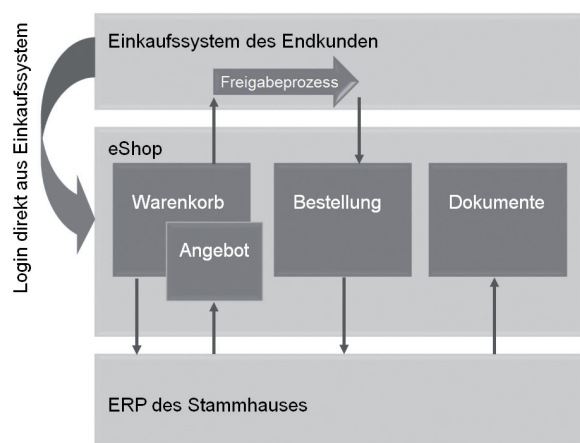 Login direkt aus Einkaufssystem
Einkaufssystem des Endkunden
Freigabeprozess
eShop
Warenkorb
Bestellung
Dokumente
Angebot
ERP des Stammhauses